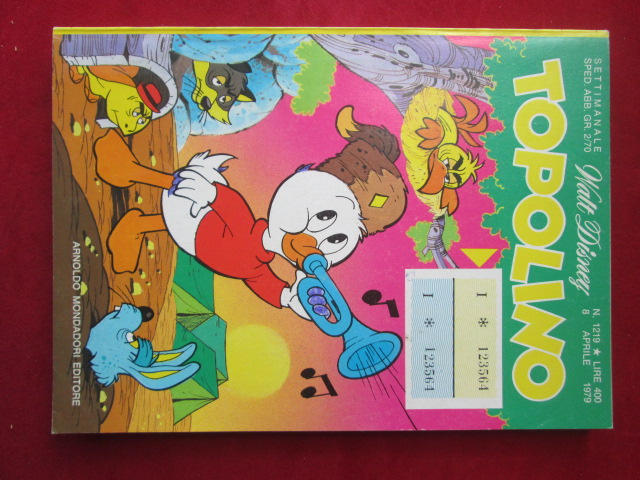 SETTIMANALE
SPED. ABB. GR. 2/70
Walt Disney
N. 1219 ★ LIRE 400
8 APRILE 1979
TOPOLINO
I * 123564
I * 123564
ARNOLDO MONDADORI EDITORE